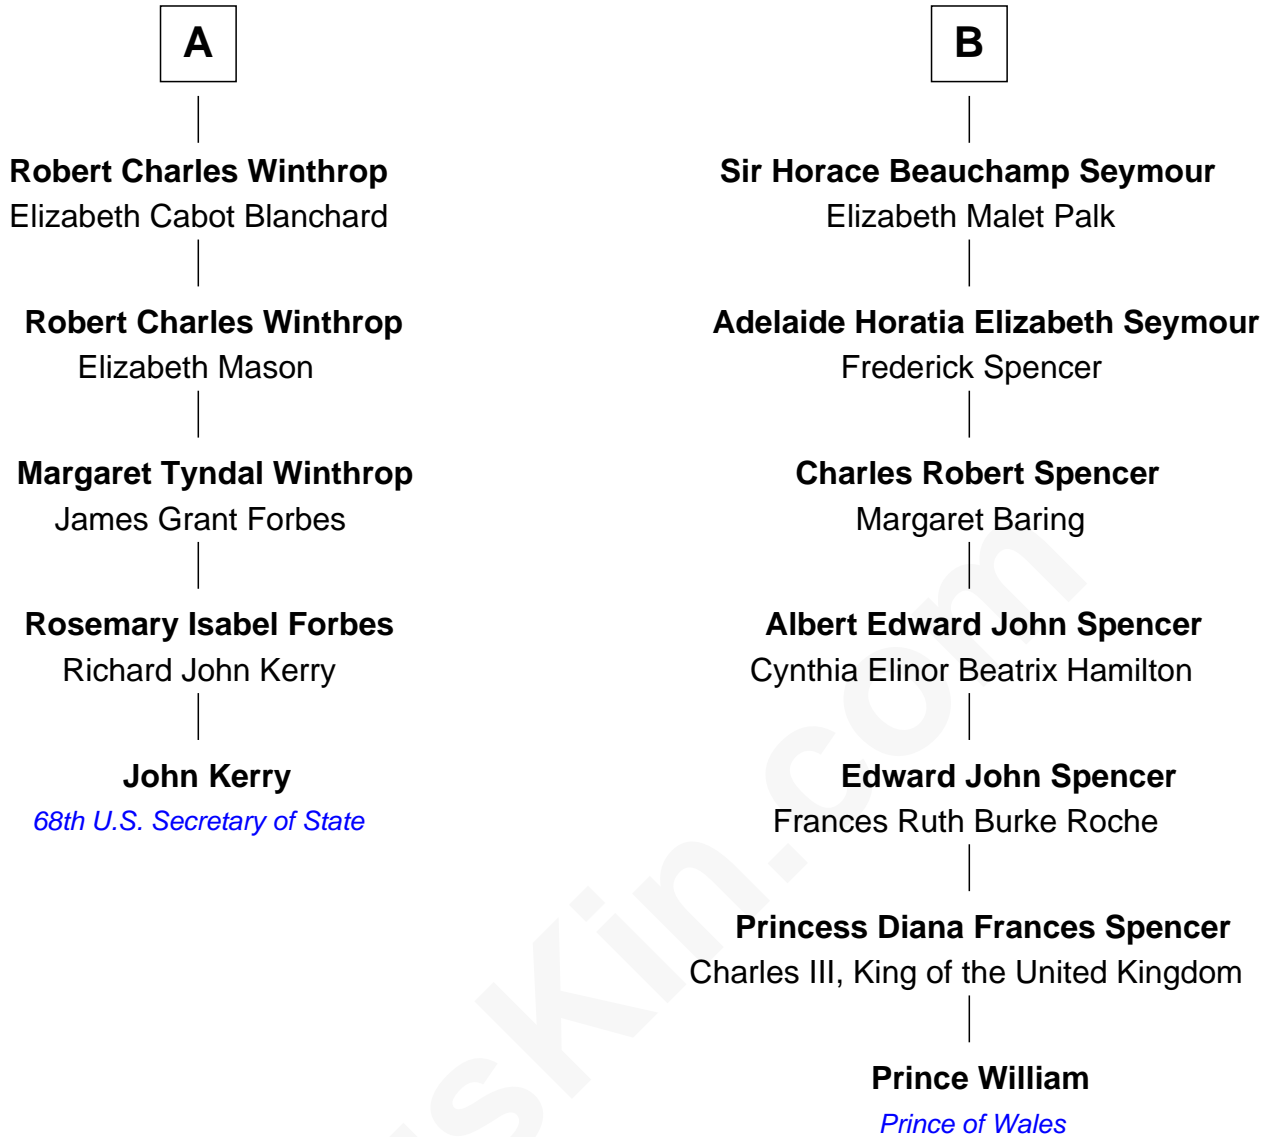 A
Robert Charles Winthrop
Elizabeth Cabot Blanchard
Robert Charles Winthrop
Elizabeth Mason
Margaret Tyndal Winthrop
James Grant Forbes
Rosemary Isabel Forbes
Richard John Kerry
John Kerry
68th U.S. Secretary of State
B
Sir Horace Beauchamp Seymour
Elizabeth Malet Palk
Adelaide Horatia Elizabeth Seymour
Frederick Spencer
Charles Robert Spencer
Margaret Baring
Albert Edward John Spencer
Cynthia Elinor Beatrix Hamilton
Edward John Spencer
Frances Ruth Burke Roche
Princess Diana Frances Spencer
Charles III, King of the United Kingdom
Prince William
Prince of Wales
sKin.com